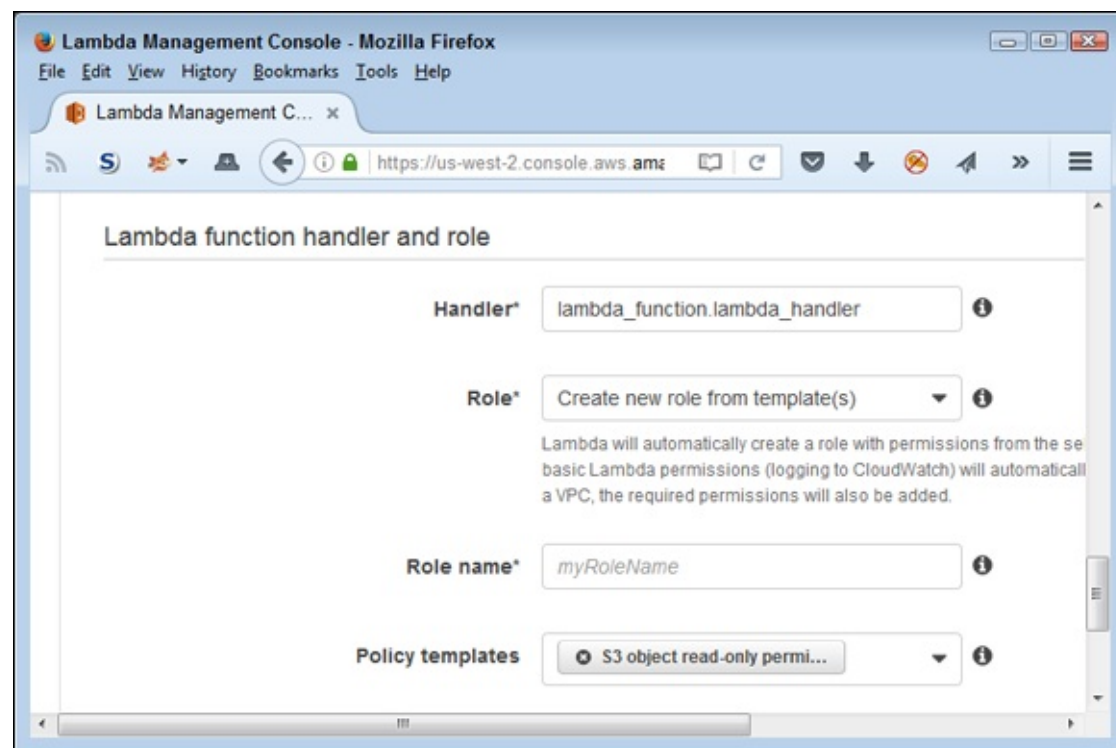 Lambda Management Console - Mozilla Firefox
File Edit View History Bookmarks Tools Help
Lambda Management C... ×
S
https://us-west-2.console.aws.ama
Lambda function handler and role
Handler* lambda_function.lambda_handler
Role* Create new role from template(s)
Lambda will automatically create a role with permissions from the se
basic Lambda permissions (logging to CloudWatch) will automaticall
a VPC, the required permissions will also be added.
Role name* myRoleName
Policy templates S3 object read-only permi...